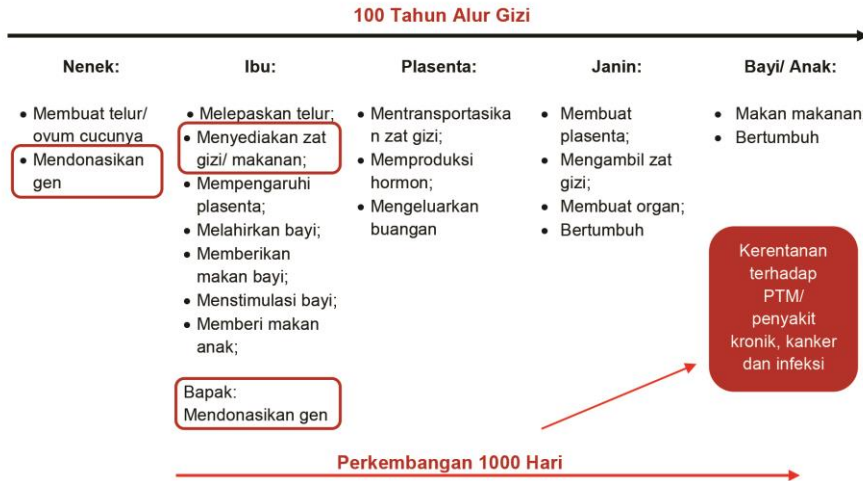 100 Tahun Alur Gizi
Nenek:
• Membuat telur/
ovum cucunya
• Mendonasikan
gen
Ibu:
• Melepaskan telur;
• Menyediakan zat
gizi/ makanan;
• Mempengaruhi
plasenta;
• Melahirkan bayi;
• Memberikan
makan bayi;
• Menstimulasi bayi;
• Memberi makan
anak;
Bapak:
Mendonasikan gen
Plasenta:
• Mentransportasika
n zat gizi;
• Memproduksi
hormon;
• Mengeluarkan
buangan
Janin:
• Membuat
plasenta;
• Mengambil zat
gizi;
• Membuat organ;
• Bertumbuh
Bayi/ Anak:
• Makan makanan
• Bertumbuh
Kerentanan
terhadap
PTM/
penyakit
kronik, kanker
dan infeksi
Perkembangan 1000 Hari